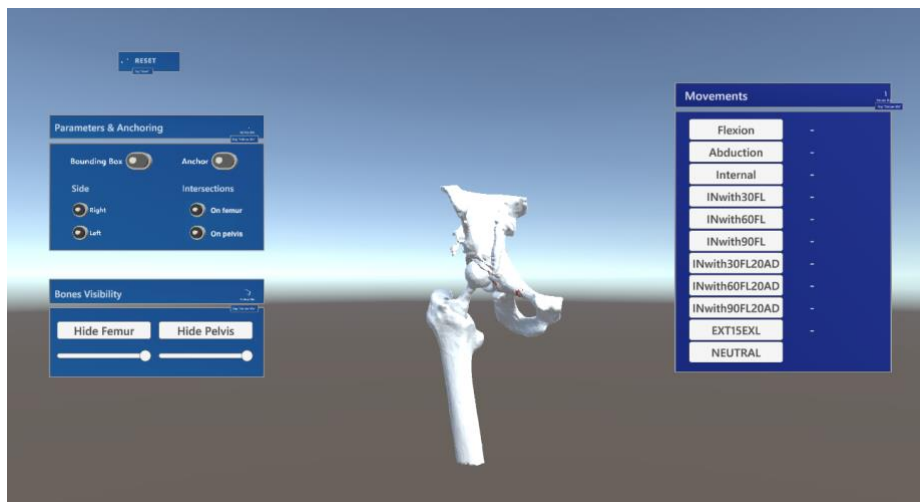 RESET
Parameters & Anchoring
Bounding Box
Anchor
Side
Intersections
Right
On femur
Left
On pelvis
Bones Visibility
Hide Femur
Hide Pelvis
Movements
1
Flexion -
Abduction -
Internal -
INwith30FL -
INwith60FL -
INwith90FL -
INwith30FL20AD -
INwith60FL20AD -
INwith90FL20AD -
EXT15EXL -
NEUTRAL